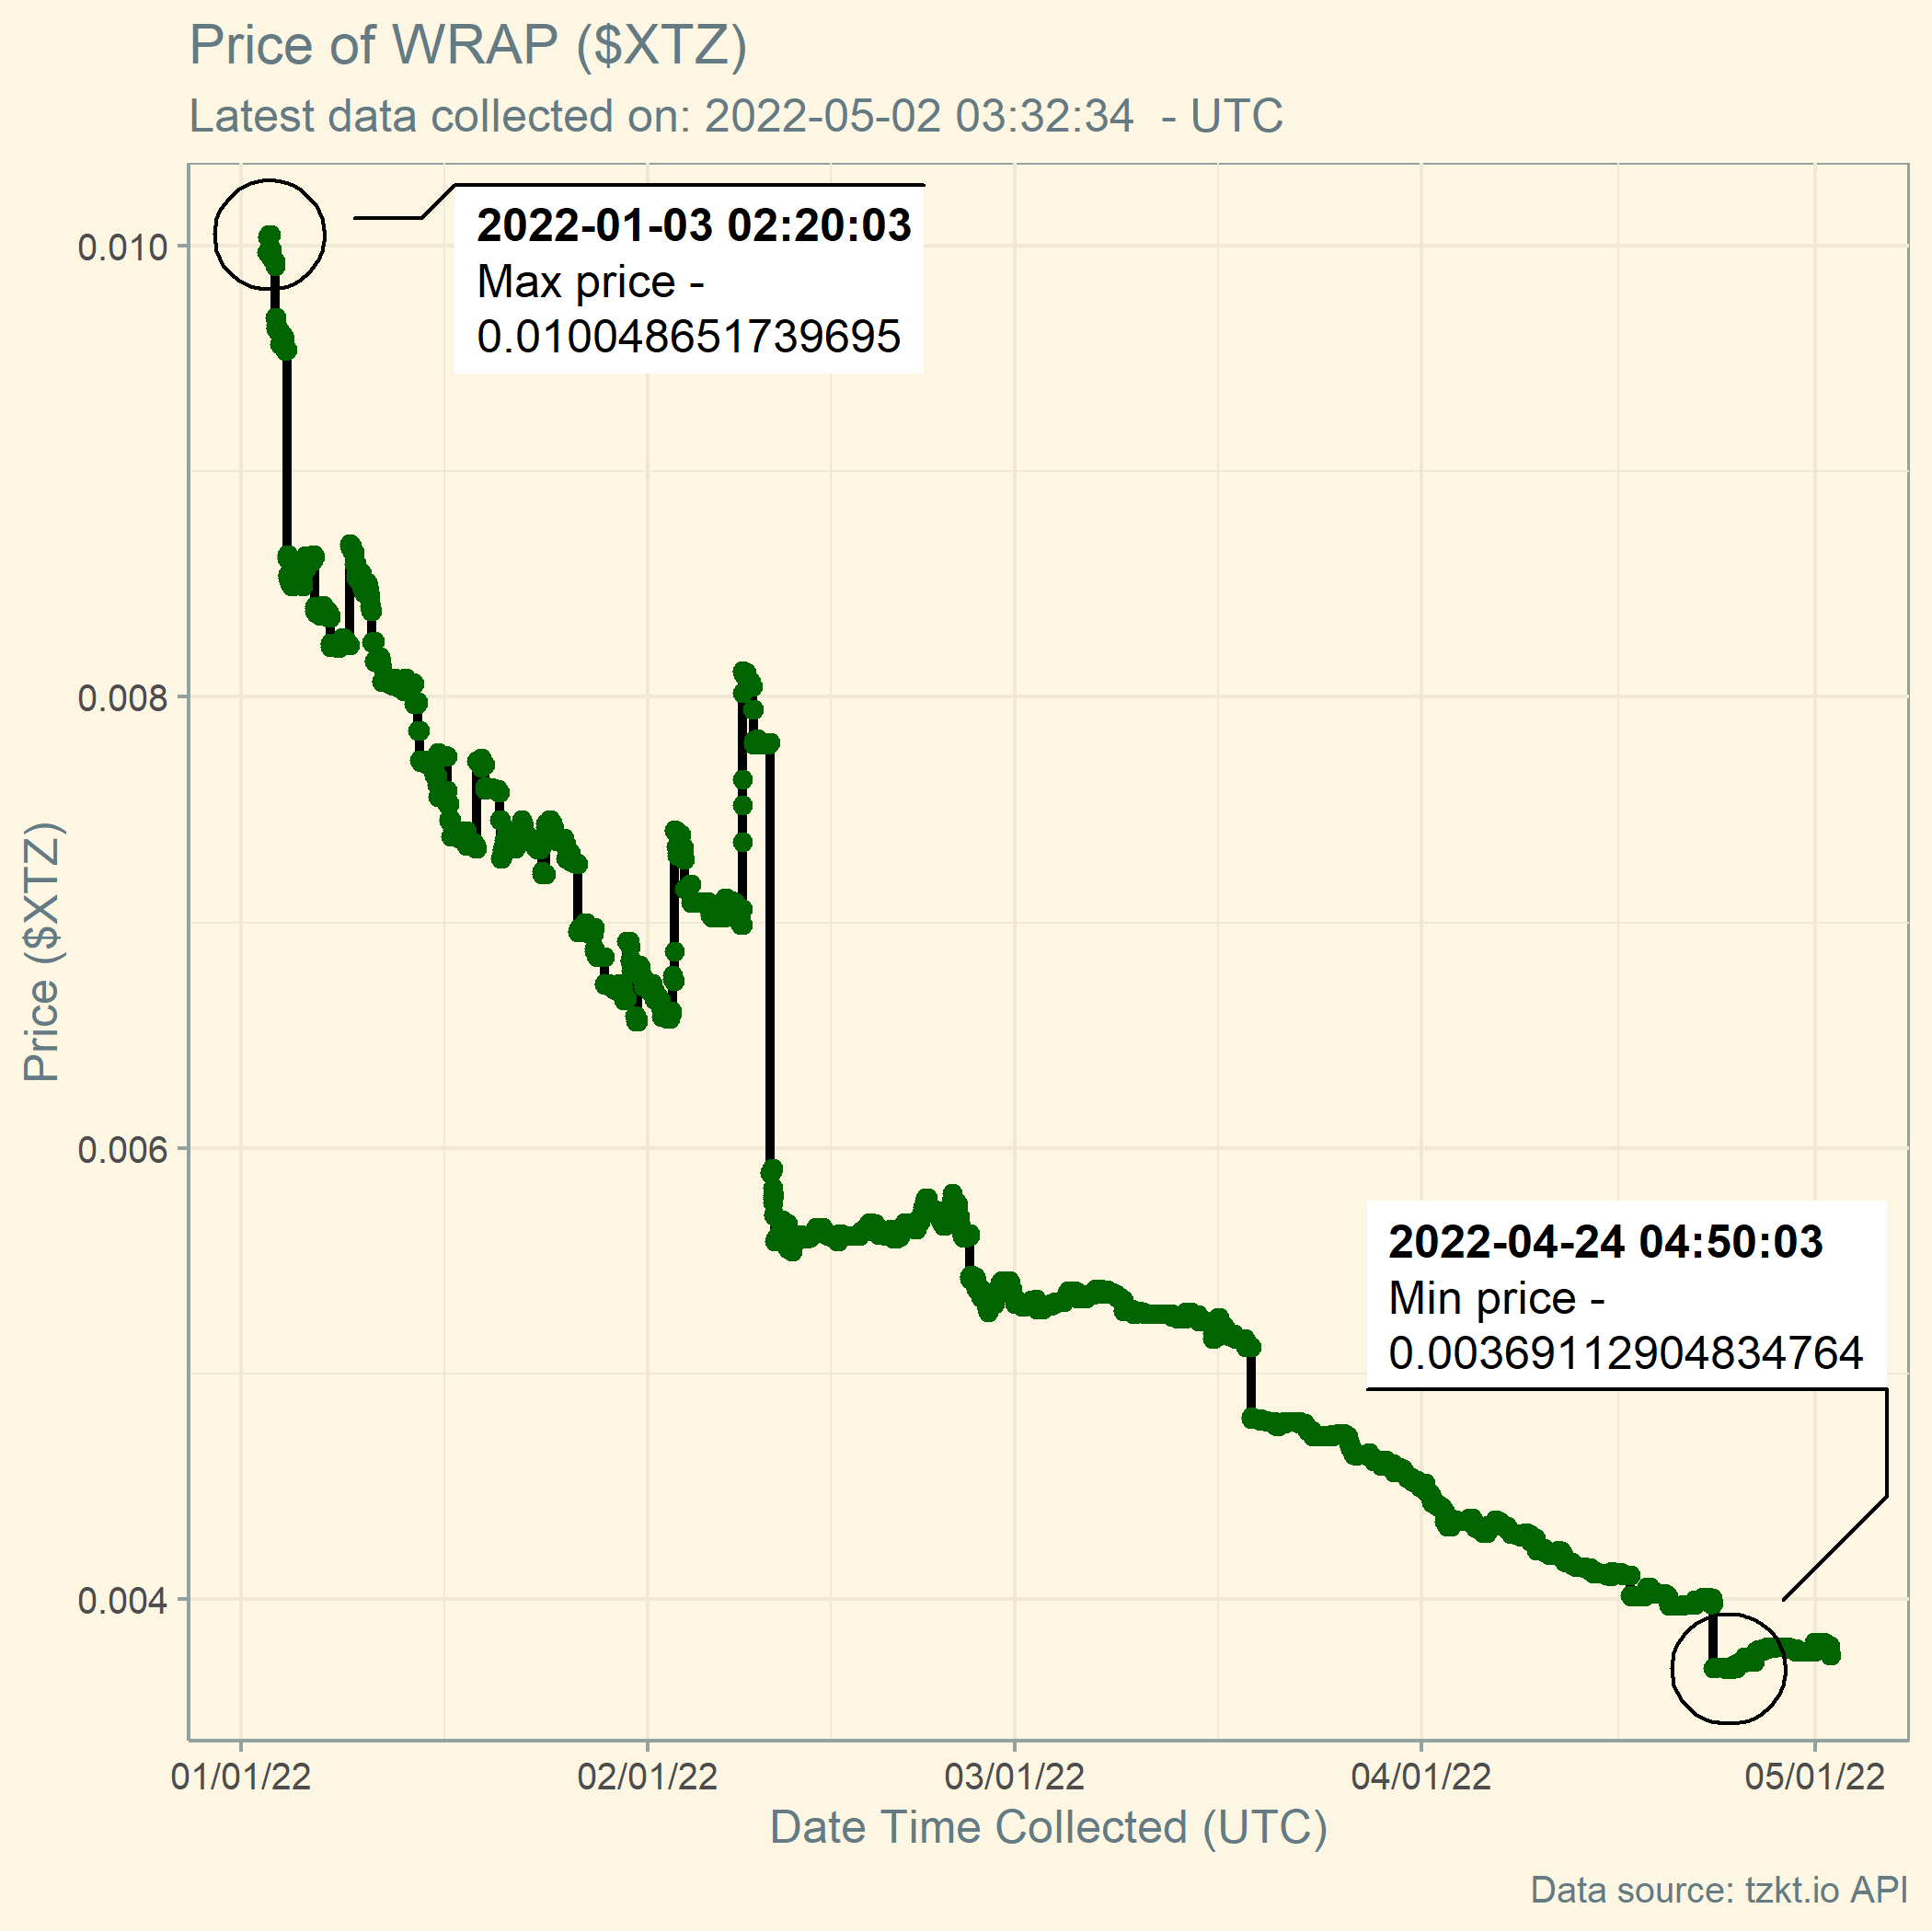 Price of WRAP ($XTZ)
Latest data collected on: 2022-05-02 03:32:34  - UTC
2022-01-03 02:20:03
Max price -
0.010048651739695
0.010
0.008
0.006
0.004
Price ($XTZ)
2022-04-24 04:50:03
Min price -
0.00369112904834764
01/01/22
02/01/22
03/01/22
04/01/22
05/01/22
Date Time Collected (UTC)
Data source: tzkt.io API